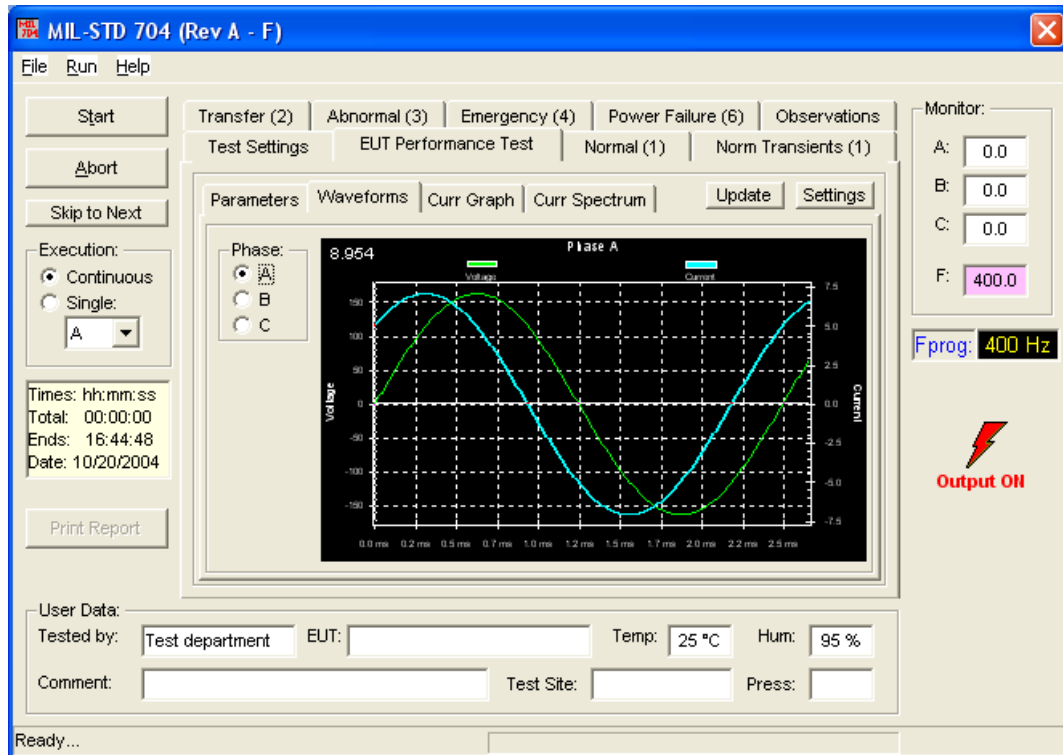 MIL-STD 704 (Rev A - F)
File Run Help
Start
Abort
Skip to Next
Execution:
Continuous
Single:
A
Times: hh:mm:ss
Total: 00:00:00
Ends: 16:44:48
Date: 10/20/2004
Print Report
Transfer (2) Abnormal (3) Emergency (4) Power Failure (6) Observations
Test Settings EUT Performance Test Normal (1) Norm Transients (1)
Parameters Waveforms Curr Graph Curr Spectrum Update Settings
Phase:
A
B
C
8.954
Phase A
Voltage Current
150
100
50
0
-50
-100
-150
Voltage
7.5
5.0
2.5
0.0
-2.5
-5.0
-7.5
Current
0.0 ms 0.2 ms 0.5 ms 0.7 ms 1.0 ms 1.2 ms 1.5 ms 1.7 ms 2.0 ms 2.2 ms 2.5 ms
Monitor:
A: 0.0
B: 0.0
C: 0.0
F: 400.0
Fprog: 400 Hz
Output ON
User Data:
Tested by: Test department EUT: Temp: 25 °C Hum: 95 %
Comment: Test Site: Press:
Ready...